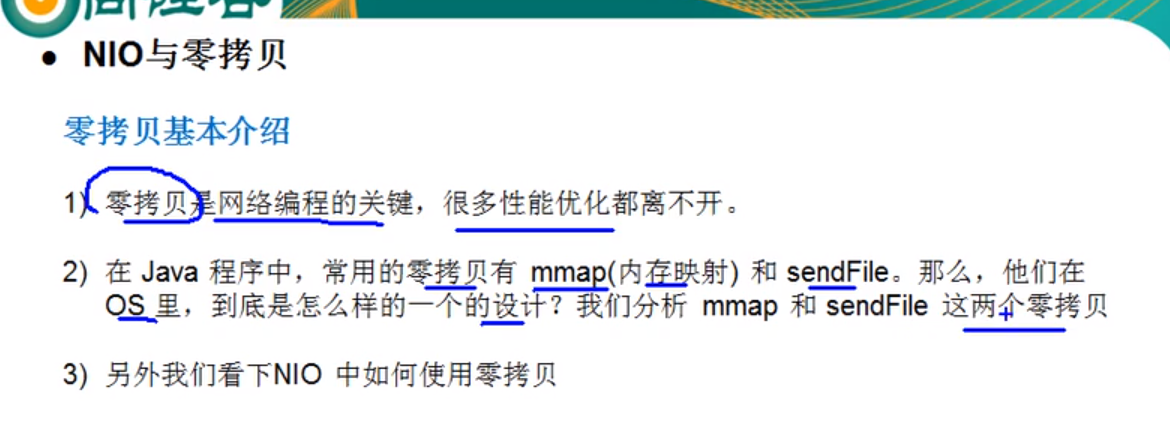 ● NIO与零拷贝
零拷贝基本介绍
1) 零拷贝是网络编程的关键，很多性能优化都离不开。
2) 在 Java 程序中，常用的零拷贝有 mmap(内存映射) 和 sendFile。那么，他们在
OS 里，到底是怎么样的一个的设计？我们分析 mmap 和 sendFile 这两个零拷贝
3) 另外我们看下NIO 中如何使用零拷贝